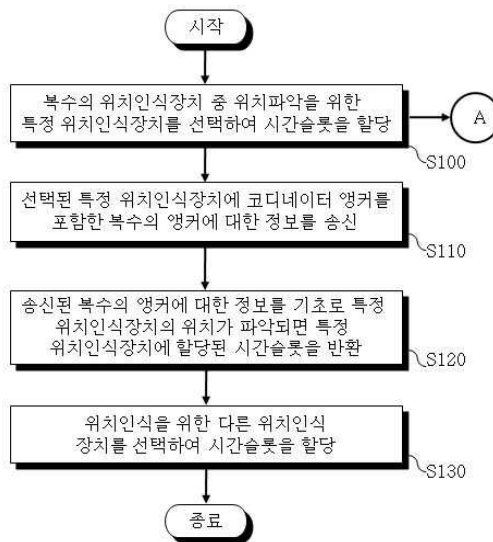 시작
복수의 위치인식장치 중 위치파악을 위한
특정 위치인식장치를 선택하여 시간슬롯을 할당
A
S100
선택된 특정 위치인식장치에 코디네이터 앵커를
포함한 복수의 앵커에 대한 정보를 송신
S110
송신된 복수의 앵커에 대한 정보를 기초로 특정
위치인식장치의 위치가 파악되면 특정
위치인식장치에 할당된 시간슬롯을 반환
S120
위치인식을 위한 다른 위치인식
장치를 선택하여 시간슬롯을 할당
S130
종료